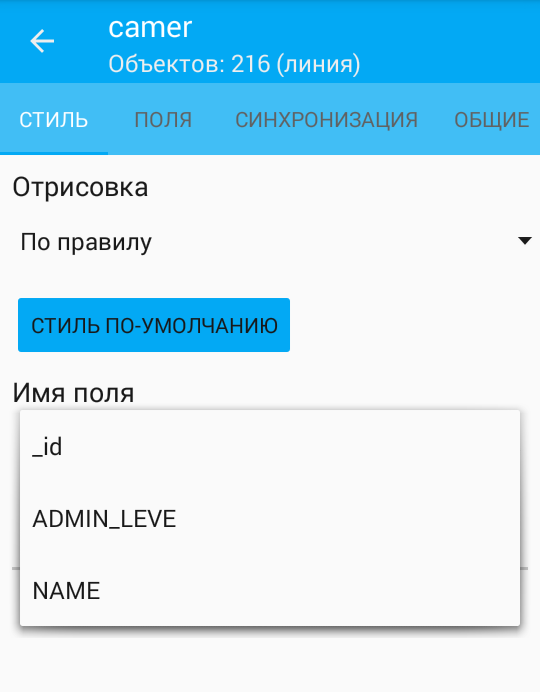 camer
Объектов: 216 (линия)
СТИЛЬ ПОЛЯ СИНХРОНИЗАЦИЯ ОБЩИЕ
Отрисовка
По правилу
СТИЛЬ ПО-УМОЛЧАНИЮ
Имя поля
_id
ADMIN_LEVE
NAME